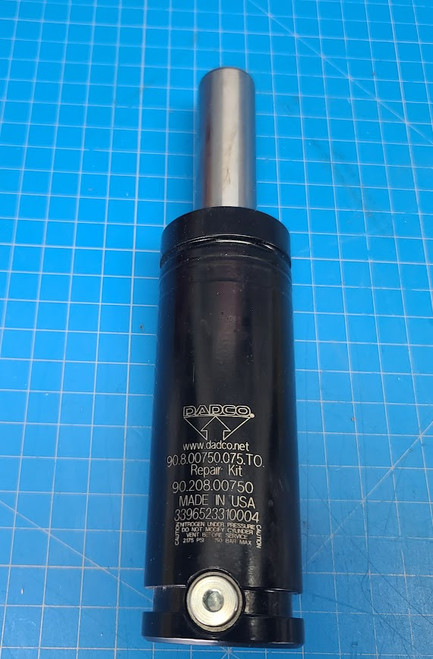 DADCO
www.dadco.net
90.8.00750.075.TO.
Repair Kit
90.208.00750
MADE IN USA
3396523310004
CAUTION NITROGEN UNDER PRESSURE CAUTION
DO NOT MODIFY CYLINDER
VENT BEFORE SERVICE
2175 PSI 150 BAR MAX